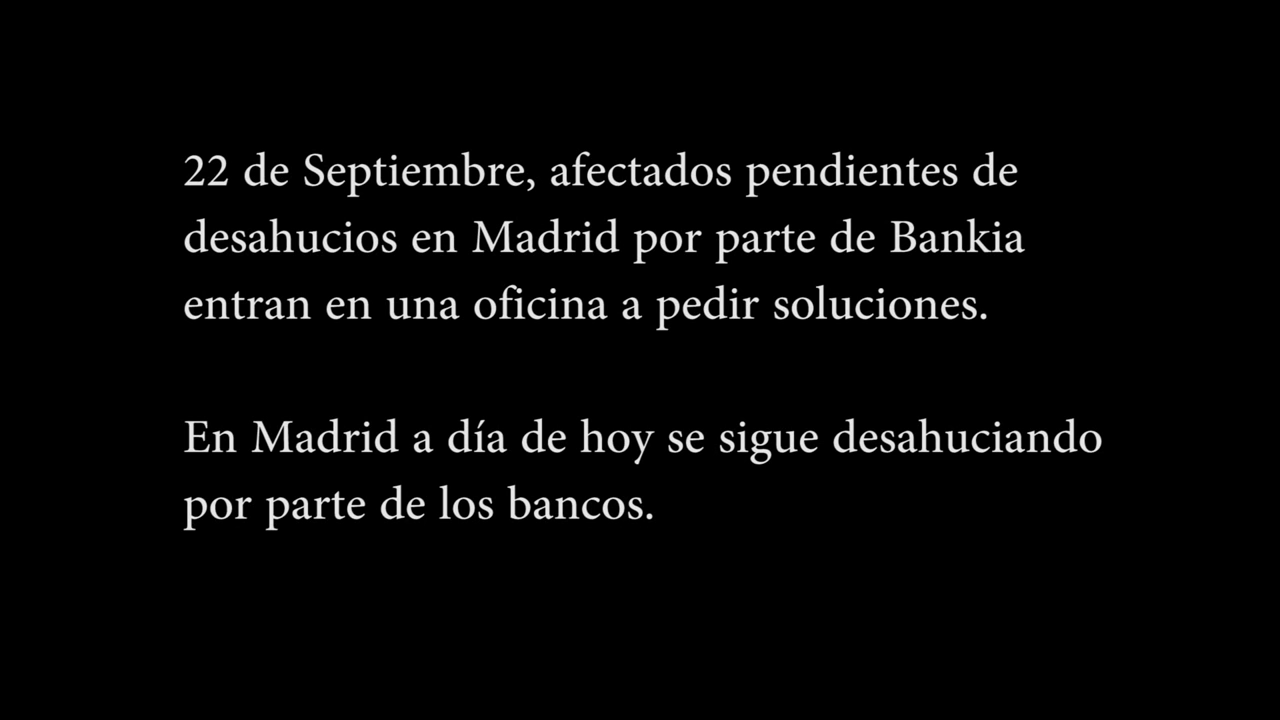 22 de Septiembre, afectados pendientes de
desahucios en Madrid por parte de Bankia
entran en una oficina a pedir soluciones.
En Madrid a día de hoy se sigue desahuciando
por parte de los bancos.